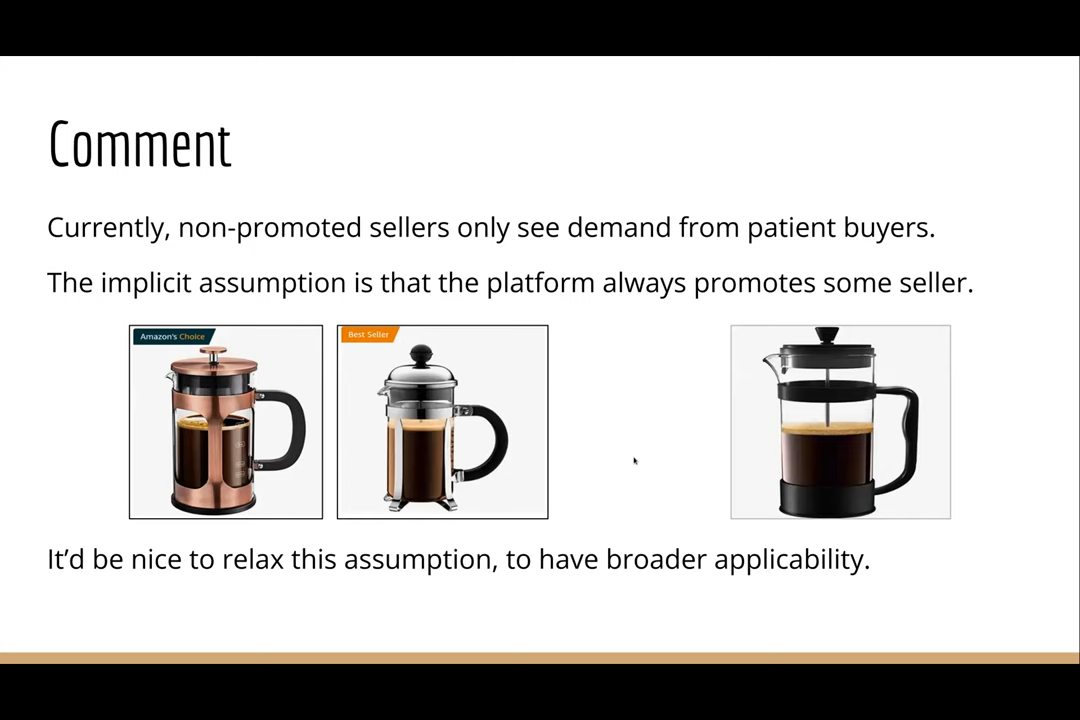 Comment
Currently, non-promoted sellers only see demand from patient buyers.
The implicit assumption is that the platform always promotes some seller.
Amazon's Choice
Best Seller
It’d be nice to relax this assumption, to have broader applicability.